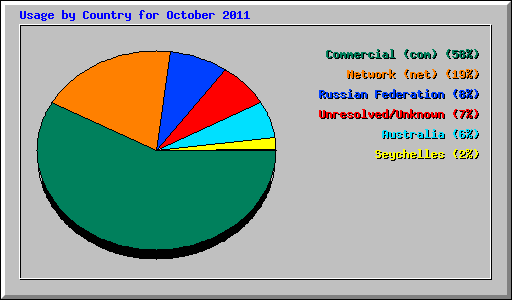 Usage by Country for October 2011
Commercial (com) (58%)
Network (net) (19%)
Russian Federation (8%)
Unresolved/Unknown (7%)
Australia (6%)
Seychelles (2%)